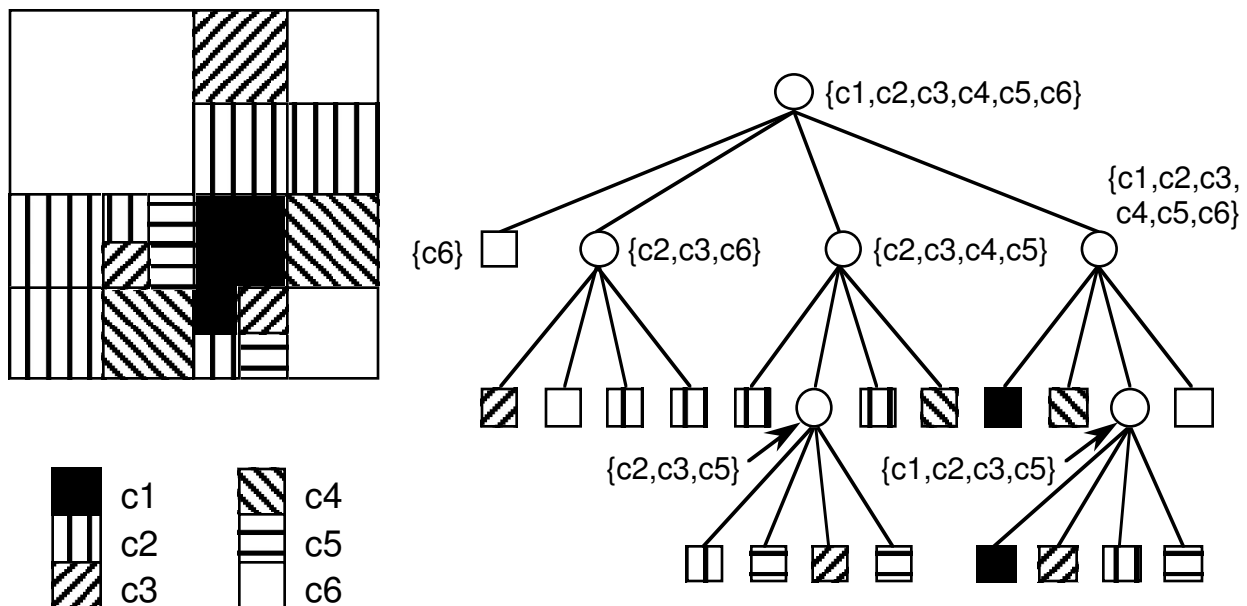 {c1,c2,c3,c4,c5,c6}
{c1,c2,c3,
c4,c5,c6}
{c6}
{c2,c3,c6}
{c2,c3,c4,c5}
{c2,c3,c5}
{c1,c2,c3,c5}
c1
c4
c2
c5
c3
c6